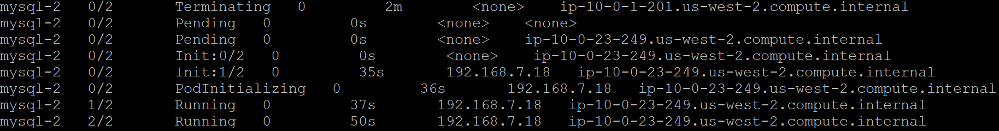 mysql-2   0/2       Terminating   0         2m        <none>    ip-10-0-1-201.us-west-2.compute.internal
mysql-2   0/2       Pending   0         0s        <none>    <none>
mysql-2   0/2       Pending   0         0s        <none>    ip-10-0-23-249.us-west-2.compute.internal
mysql-2   0/2       Init:0/2   0         0s        <none>    ip-10-0-23-249.us-west-2.compute.internal
mysql-2   0/2       Init:1/2   0         35s       192.168.7.18   ip-10-0-23-249.us-west-2.compute.internal
mysql-2   0/2       PodInitializing   0         36s       192.168.7.18   ip-10-0-23-249.us-west-2.compute.internal
mysql-2   1/2       Running   0         37s       192.168.7.18   ip-10-0-23-249.us-west-2.compute.internal
mysql-2   2/2       Running   0         50s       192.168.7.18   ip-10-0-23-249.us-west-2.compute.internal